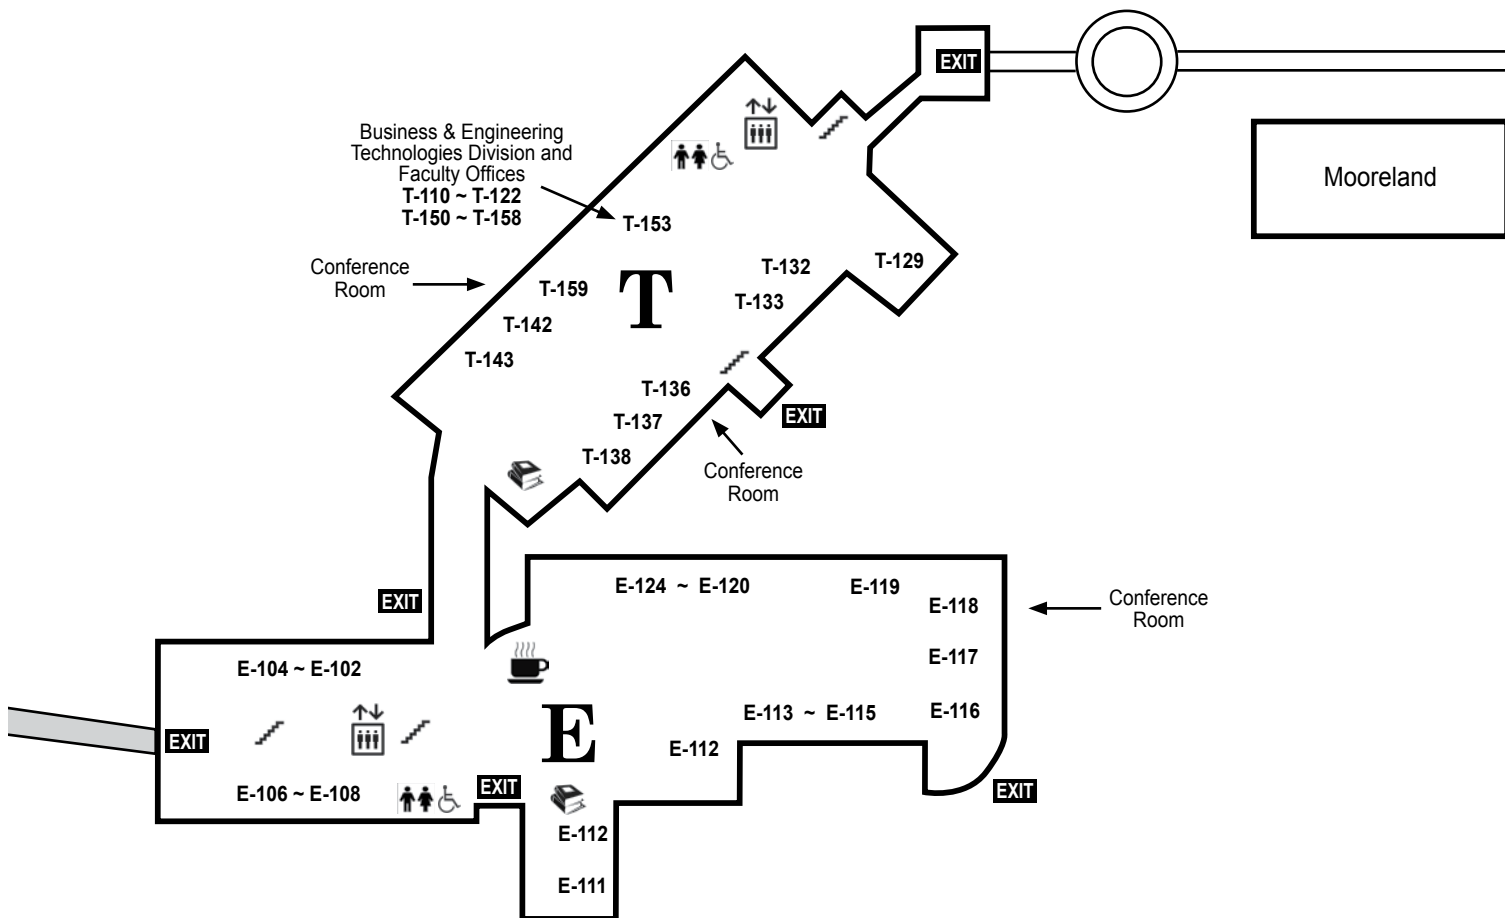 EXIT
Business & Engineering
Technologies Division and
Faculty Offices
T-110 ~ T-122
T-150 ~ T-158
Mooreland
T-153
Conference
Room
T-132
T-129
T-159
T
T-133
T-142
T-143
T-136
EXIT
T-137
T-138
Conference
Room
E-124 ~ E-120
E-119
EXIT
E-118
Conference
Room
E-104 ~ E-102
E-117
E-113 ~ E-115
E-116
EXIT
E
E-112
E-106 ~ E-108
EXIT
EXIT
E-112
E-111